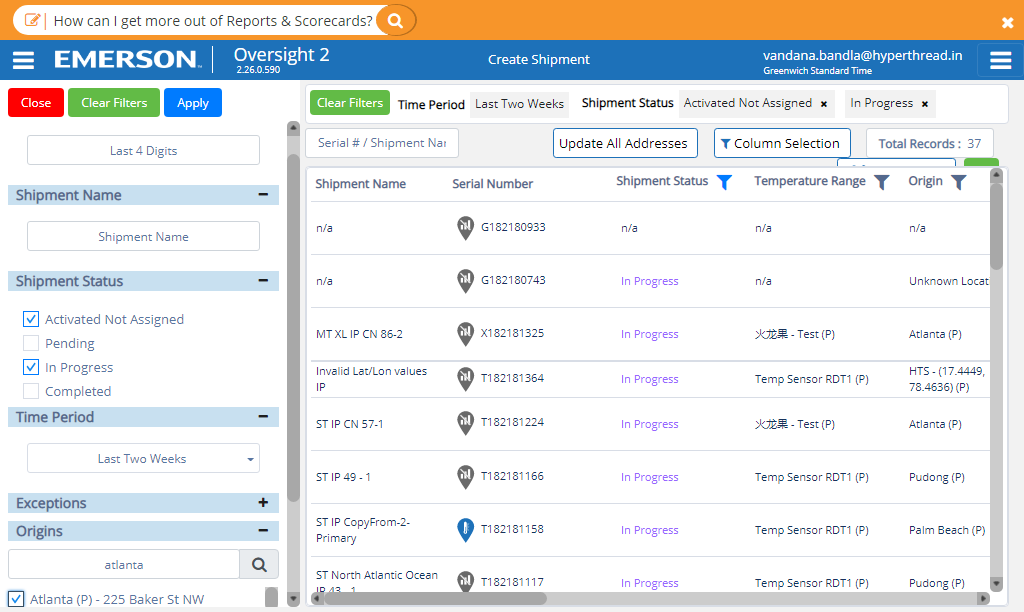 How can I get more out of Reports & Scorecards?
EMERSON
Oversight 2
2.26.0.590
Create Shipment
vandana.bandla@hyperthread.in
Greenwich Standard Time
Close
Clear Filters
Apply
Last 4 Digits
Shipment Name
Shipment Name
Shipment Status
Activated Not Assigned
Pending
In Progress
Completed
Time Period
Last Two Weeks
Exceptions
Origins
atlanta
Atlanta (P) - 225 Baker St NW
Clear Filters Time Period Last Two Weeks Shipment Status Activated Not Assigned × In Progress ×
Serial # / Shipment Nar
Update All Addresses
Column Selection
Total Records : 37
Shipment Name Serial Number Shipment Status Temperature Range Origin
n/a G182180933 n/a n/a n/a
n/a G182180743 In Progress n/a Unknown Locat
MT XL IP CN 86-2 X182181325 In Progress 火龙果 - Test (P) Atlanta (P)
Invalid Lat/Lon values HTS - (17.4449,
IP T182181364 In Progress Temp Sensor RDT1 (P) 78.4636) (P)
ST IP CN 57-1 T182181224 In Progress 火龙果 - Test (P) Atlanta (P)
ST IP 49 - 1 T182181166 In Progress Temp Sensor RDT1 (P) Pudong (P)
ST IP CopyFrom-2-
Primary T182181158 In Progress Temp Sensor RDT1 (P) Palm Beach (P)
ST North Atlantic Ocean
IP 43 - 1 T182181117 In Progress Temp Sensor RDT1 (P) Pudong (P)